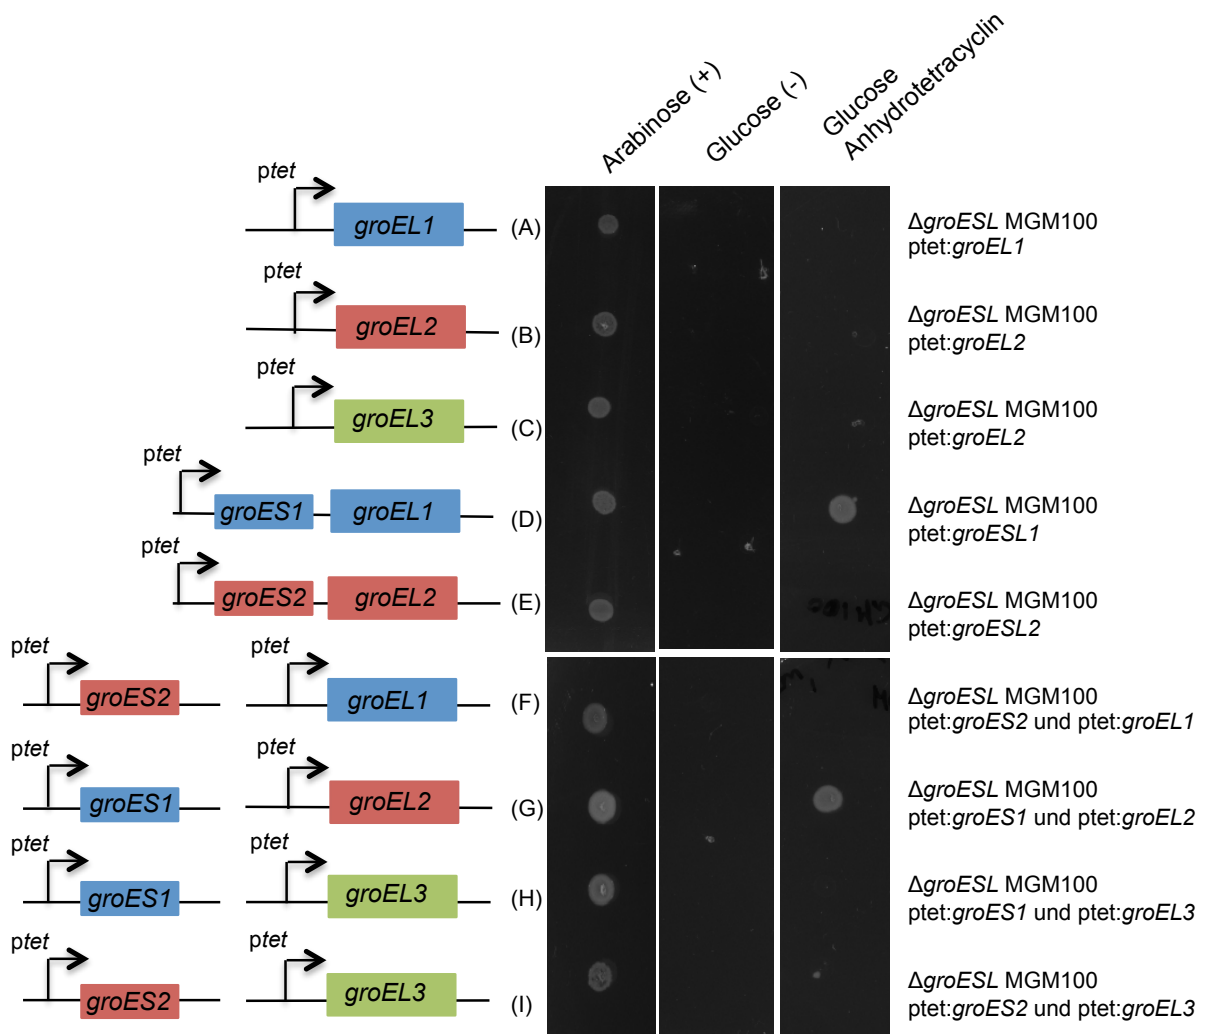 Arabinose (+)
Glucose (-)
Glucose
Anhydrotetracyclin
ptet
groEL1
(A)
ΔgroESL MGM100
ptet:groEL1
ptet
groEL2
(B)
ΔgroESL MGM100
ptet:groEL2
ptet
groEL3
(C)
ΔgroESL MGM100
ptet:groEL2
ptet
groES1
groEL1
(D)
ΔgroESL MGM100
ptet:groESL1
ptet
groES2
groEL2
(E)
ΔgroESL MGM100
ptet:groESL2
ptet
ptet
groES2
groEL1
(F)
ΔgroESL MGM100
ptet:groES2 und ptet:groEL1
ptet
ptet
groES1
groEL2
(G)
ΔgroESL MGM100
ptet:groES1 und ptet:groEL2
ptet
ptet
groES1
groEL3
(H)
ΔgroESL MGM100
ptet:groES1 und ptet:groEL3
ptet
ptet
groES2
groEL3
(I)
ΔgroESL MGM100
ptet:groES2 und ptet:groEL3